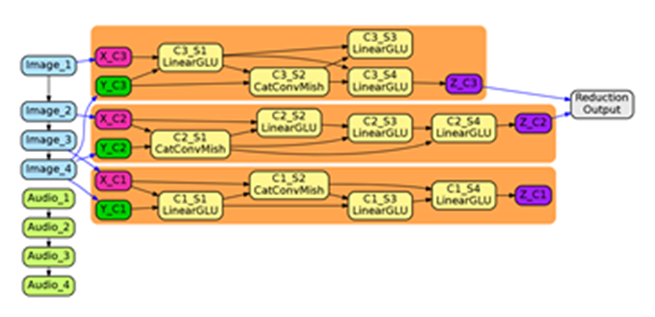 Image_1
Image_2
Image_3
Image_4
Audio_1
Audio_2
Audio_3
Audio_4
X_C3
Y_C3
C3_S1
LinearGLU
C3_S2
CatConvMish
C3_S3
LinearGLU
C3_S4
LinearGLU
Z_C3
X_C2
Y_C2
C2_S1
CatConvMish
C2_S2
LinearGLU
C2_S3
LinearGLU
C2_S4
LinearGLU
Z_C2
X_C1
Y_C1
C1_S1
LinearGLU
C1_S2
CatConvMish
C1_S3
LinearGLU
C1_S4
LinearGLU
Z_C1
Reduction
Output